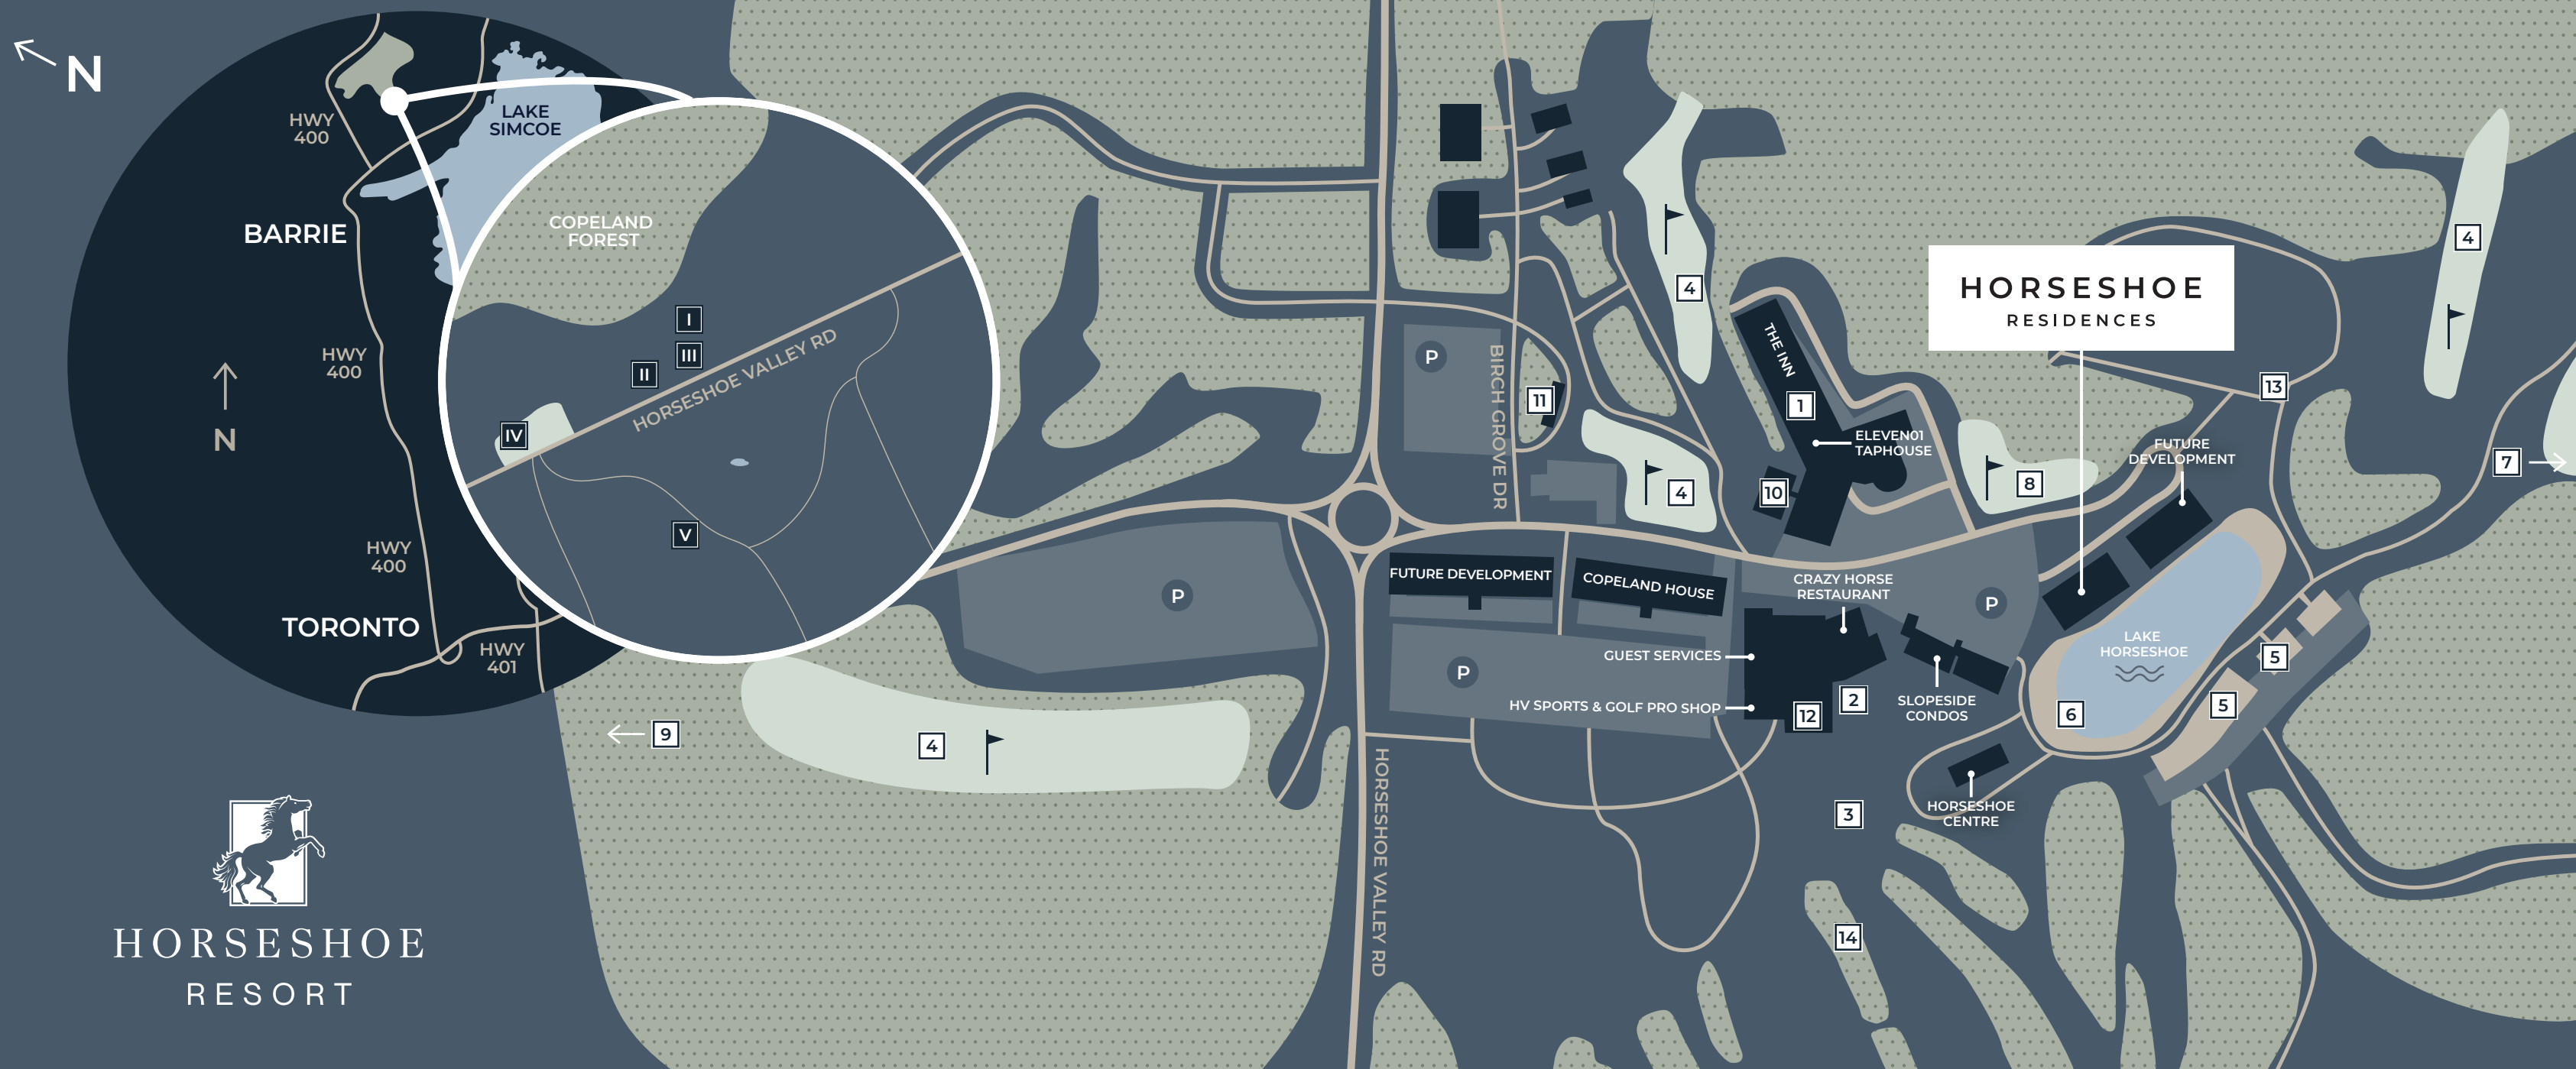 N
HWY
400
LAKE
SIMCOE
BARRIE
HWY
400
N
HWY
400
TORONTO
HWY
401
COPELAND
FOREST
I
III
II
HORSESHOE VALLEY RD
IV
V
9
4
HORSESHOE
RESORT
P
P
BIRCH GROVE DR
11
4
4
THE INN
1
ELEVEN01
TAPHOUSE
10
8
HORSESHOE
RESIDENCES
4
13
7
FUTURE
DEVELOPMENT
FUTURE DEVELOPMENT
COPELAND HOUSE
CRAZY HORSE
RESTAURANT
P
P
GUEST SERVICES
HV SPORTS & GOLF PRO SHOP
12
2
SLOPESIDE
CONDOS
LAKE
HORSESHOE
5
5
6
HORSESHOE
CENTRE
3
14
HORSESHOE VALLEY RD